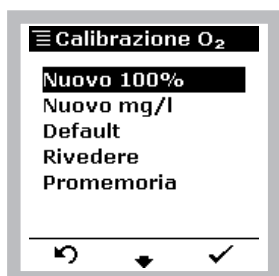 Calibrazione O₂
Nuovo 100%
Nuovo mg/l
Default
Rivedere
Promemoria